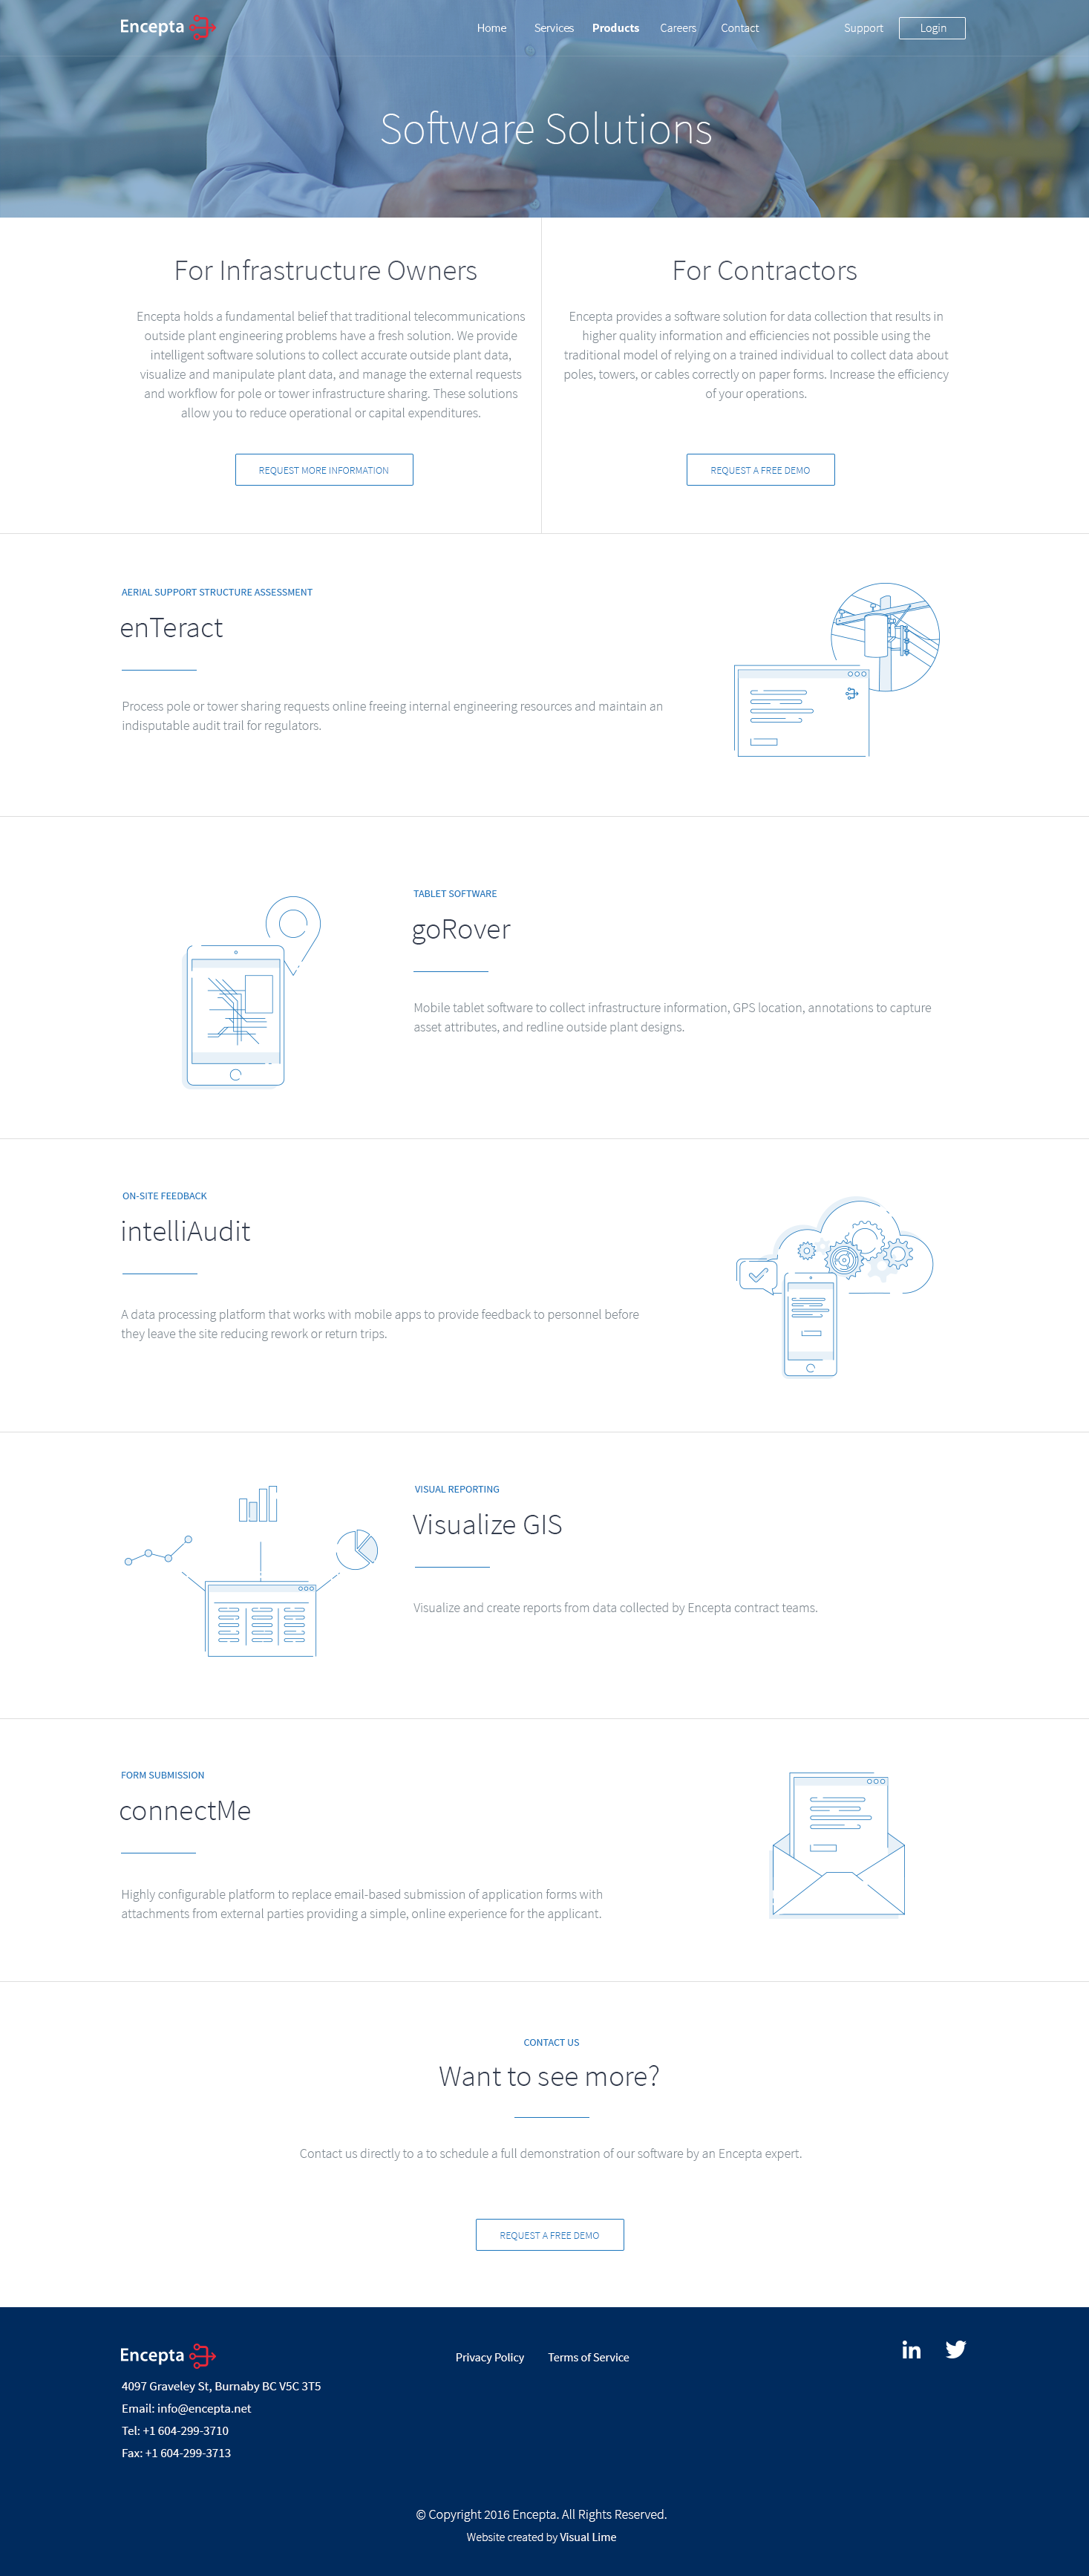 Encepta
Home Services Products Careers Contact Support Login
Software Solutions
For Infrastructure Owners
Encepta holds a fundamental belief that traditional telecommunications
outside plant engineering problems have a fresh solution. We provide
intelligent software solutions to collect accurate outside plant data,
visualize and manipulate plant data, and manage the external requests
and workflow for pole or tower infrastructure sharing. These solutions
allow you to reduce operational or capital expenditures.
REQUEST MORE INFORMATION
For Contractors
Encepta provides a software solution for data collection that results in
higher quality information and efficiencies not possible using the
traditional model of relying on a trained individual to collect data about
poles, towers, or cables correctly on paper forms. Increase the efficiency
of your operations.
REQUEST A FREE DEMO
AERIAL SUPPORT STRUCTURE ASSESSMENT
enTeract
Process pole or tower sharing requests online freeing internal engineering resources and maintain an
indisputable audit trail for regulators.
TABLET SOFTWARE
goRover
Mobile tablet software to collect infrastructure information, GPS location, annotations to capture
asset attributes, and redline outside plant designs.
ON-SITE FEEDBACK
intelliAudit
A data processing platform that works with mobile apps to provide feedback to personnel before
they leave the site reducing rework or return trips.
VISUAL REPORTING
Visualize GIS
Visualize and create reports from data collected by Encepta contract teams.
FORM SUBMISSION
connectMe
Highly configurable platform to replace email-based submission of application forms with
attachments from external parties providing a simple, online experience for the applicant.
CONTACT US
Want to see more?
Contact us directly to a to schedule a full demonstration of our software by an Encepta expert.
REQUEST A FREE DEMO
Encepta
Privacy Policy Terms of Service
in
4097 Graveley St, Burnaby BC V5C 3T5
Email: info@encepta.net
Tel: +1 604-299-3710
Fax: +1 604-299-3713
© Copyright 2016 Encepta. All Rights Reserved.
Website created by Visual Lime